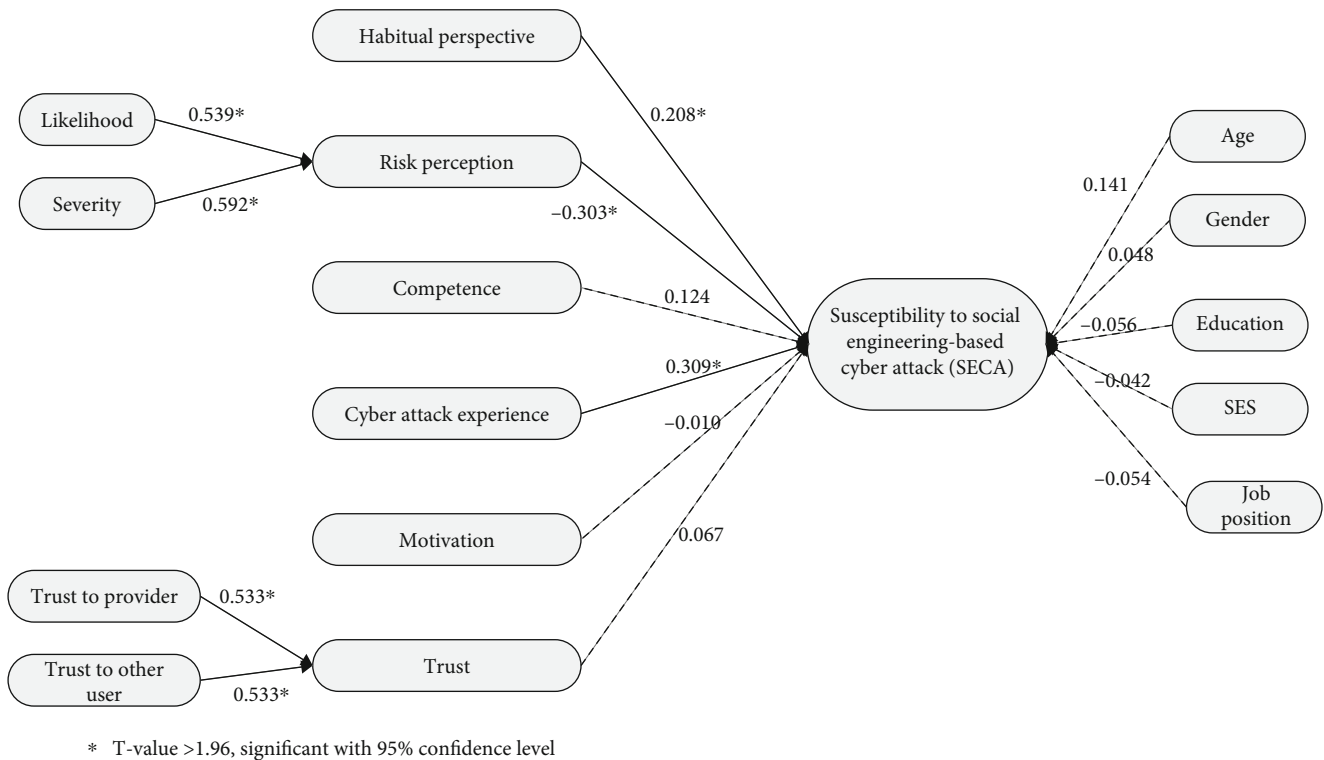 Habitual perspective
Likelihood
0.539*
0.208*
Age
Risk perception
Severity
0.592*
–0.303*
0.141
Gender
0.048
Competence
0.124
Susceptibility to social
engineering-based
cyber attack (SECA)
–0.056
Education
0.309*
–0.042
Cyber attack experience
–0.010
SES
–0.054
Job
position
Motivation
0.067
Trust to provider
0.533*
Trust
Trust to other
user
0.533*
* T-value >1.96, significant with 95% confidence level